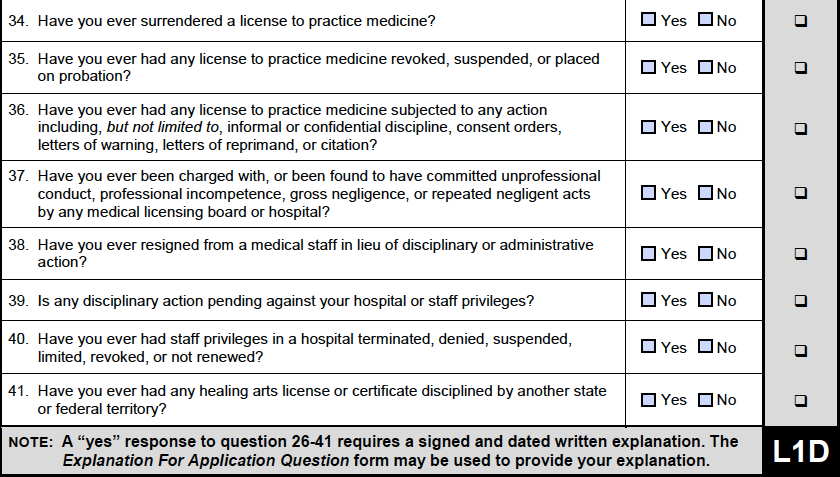 34. Have you ever surrendered a license to practice medicine? Yes No
35. Have you ever had any license to practice medicine revoked, suspended, or placed
on probation? Yes No
36. Have you ever had any license to practice medicine subjected to any action
including, but not limited to, informal or confidential discipline, consent orders,
letters of warning, letters of reprimand, or citation? Yes No
37. Have you ever been charged with, or been found to have committed unprofessional
conduct, professional incompetence, gross negligence, or repeated negligent acts
by any medical licensing board or hospital? Yes No
38. Have you ever resigned from a medical staff in lieu of disciplinary or administrative
action? Yes No
39. Is any disciplinary action pending against your hospital or staff privileges? Yes No
40. Have you ever had staff privileges in a hospital terminated, denied, suspended,
limited, revoked, or not renewed? Yes No
41. Have you ever had any healing arts license or certificate disciplined by another state
or federal territory? Yes No
NOTE: A “yes” response to question 26-41 requires a signed and dated written explanation. The
Explanation For Application Question form may be used to provide your explanation.
L1D